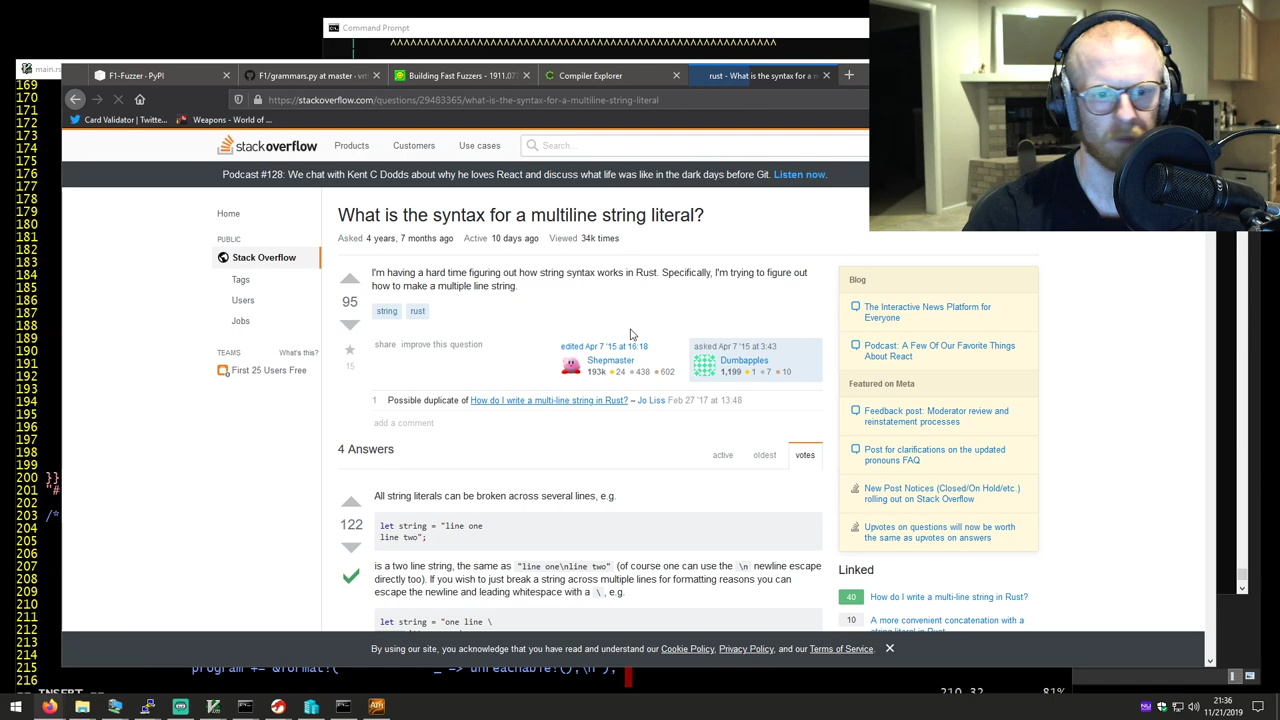 Command Prompt
^^^^^^^^^^^^^^^^^^^^^^^^^^^^^^^^^^^^^^^^^^^^^^^^^^^^^^^^^
main.rs
F1-Fuzzer · PyPI
F1/grammars.py at master · vrt
Building Fast Fuzzers - 1911.077
Compiler Explorer
rust - What is the syntax for a m
https://stackoverflow.com/questions/29483365/what-is-the-syntax-for-a-multiline-string-literal
Card Validator | Twitte...
Weapons - World of ...
stackoverflow
Products
Customers
Use cases
Search...
Podcast #128: We chat with Kent C Dodds about why he loves React and discuss what life was like in the dark days before Git. Listen now.
Home
PUBLIC
Stack Overflow
Tags
Users
Jobs
TEAMS
What's this?
First 25 Users Free
What is the syntax for a multiline string literal?
Asked 4 years, 7 months ago Active 10 days ago Viewed 34k times
95
15
I'm having a hard time figuring out how string syntax works in Rust. Specifically, I'm trying to figure out
how to make a multiple line string.
string rust
share improve this question
edited Apr 7 '15 at 16:18
Shepmaster
193k 24 438 602
asked Apr 7 '15 at 3:43
Dumbapples
1,199 1 7 10
1 Possible duplicate of How do I write a multi-line string in Rust? – Jo Liss Feb 27 '17 at 13:48
add a comment
4 Answers
active oldest votes
122
All string literals can be broken across several lines, e.g.
let string = "line one
line two";
is a two line string, the same as "line one\nline two" (of course one can use the \n newline escape
directly too). If you wish to just break a string across multiple lines for formatting reasons you can
escape the newline and leading whitespace with a \, e.g.
let string = "one line \
Blog
The Interactive News Platform for
Everyone
Podcast: A Few Of Our Favorite Things
About React
Featured on Meta
Feedback post: Moderator review and
reinstatement processes
Post for clarifications on the updated
pronouns FAQ
New Post Notices (Closed/On Hold/etc.)
rolling out on Stack Overflow
Upvotes on questions will now be worth
the same as upvotes on answers
Linked
40 How do I write a multi-line string in Rust?
10 A more convenient concatenation with a
string literal in Rust
By using our site, you acknowledge that you have read and understand our Cookie Policy, Privacy Policy, and our Terms of Service.
169
170
171
172
173
174
175
176
177
178
179
180
181
182
183
184
185
186
187
188
189
190
191
192
193
194
195
196
197
198
199
200 }}
201 "#
202
203 /*
204
205
206
207
208
209
210
211
212
213
214
215 program += &format!(" _ => unreachable!(),\n");
216
-- INSERT --
210,32
81%
21:36
11/21/2019